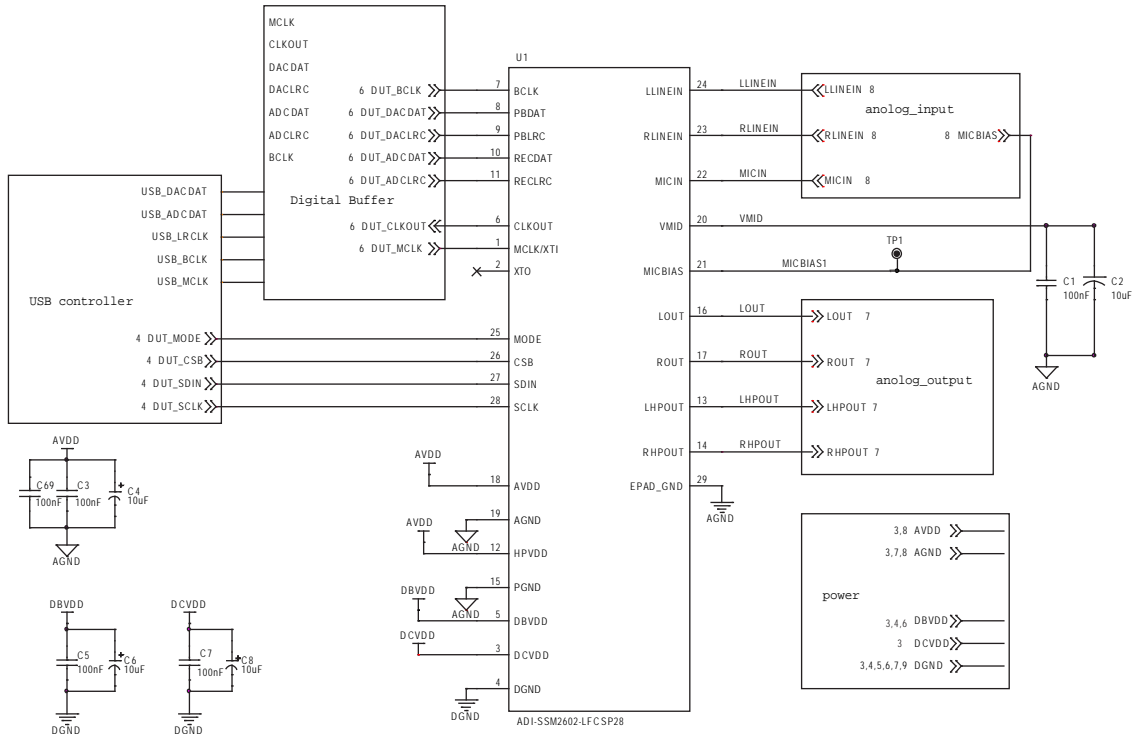 MCLK
CLKOUT
DACDAT
DACLRC
ADCDAT
ADCLRC
BCLK
6 DUT_BCLK
6 DUT_DACDAT
6 DUT_DACLRC
6 DUT_ADCDAT
6 DUT_ADCLRC
6 DUT_CLKOUT
6 DUT_MCLK
Digital Buffer
USB_DACDAT
USB_ADCDAT
USB_LRCLK
USB_BCLK
USB_MCLK
USB controller
4 DUT_MODE
4 DUT_CSB
4 DUT_SDIN
4 DUT_SCLK
U1
7 BCLK
8 PBDAT
9 PBLRC
10 RECDAT
11 RECLRC
6 CLKOUT
1 MCLK/XTI
2 XTO
25 MODE
26 CSB
27 SDIN
28 SCLK
AVDD
18 AVDD
19 AGND
AGND
AVDD
12 HPVDD
15 PGND
AGND
DBVDD
5 DBVDD
DCVDD
3 DCVDD
4 DGND
DGND
ADI-SSM2602-LFCSP28
LLINEIN 24 LLINEIN
RLINEIN 23 RLINEIN
MICIN 22 MICIN
VMID 20 VMID
MICBIAS 21 MICBIAS1
TP1
LOUT 16 LOUT
ROUT 17 ROUT
LHPOUT 13 LHPOUT
RHPOUT 14 RHPOUT
EPAD_GND 29
AGND
LLINEIN 8
anolog_input
RLINEIN 8
8 MICBIAS
MICIN 8
C1
100nF
C2
10uF
AGND
LOUT 7
ROUT 7
anolog_output
LHPOUT 7
RHPOUT 7
3,8 AVDD
3,7,8 AGND
power
3,4,6 DBVDD
3 DCVDD
3,4,5,6,7,9 DGND
AVDD
C69
100nF
C3
100nF
C4
10uF
AGND
DBVDD
C5
100nF
C6
10uF
DGND
DCVDD
C7
100nF
C8
10uF
DGND